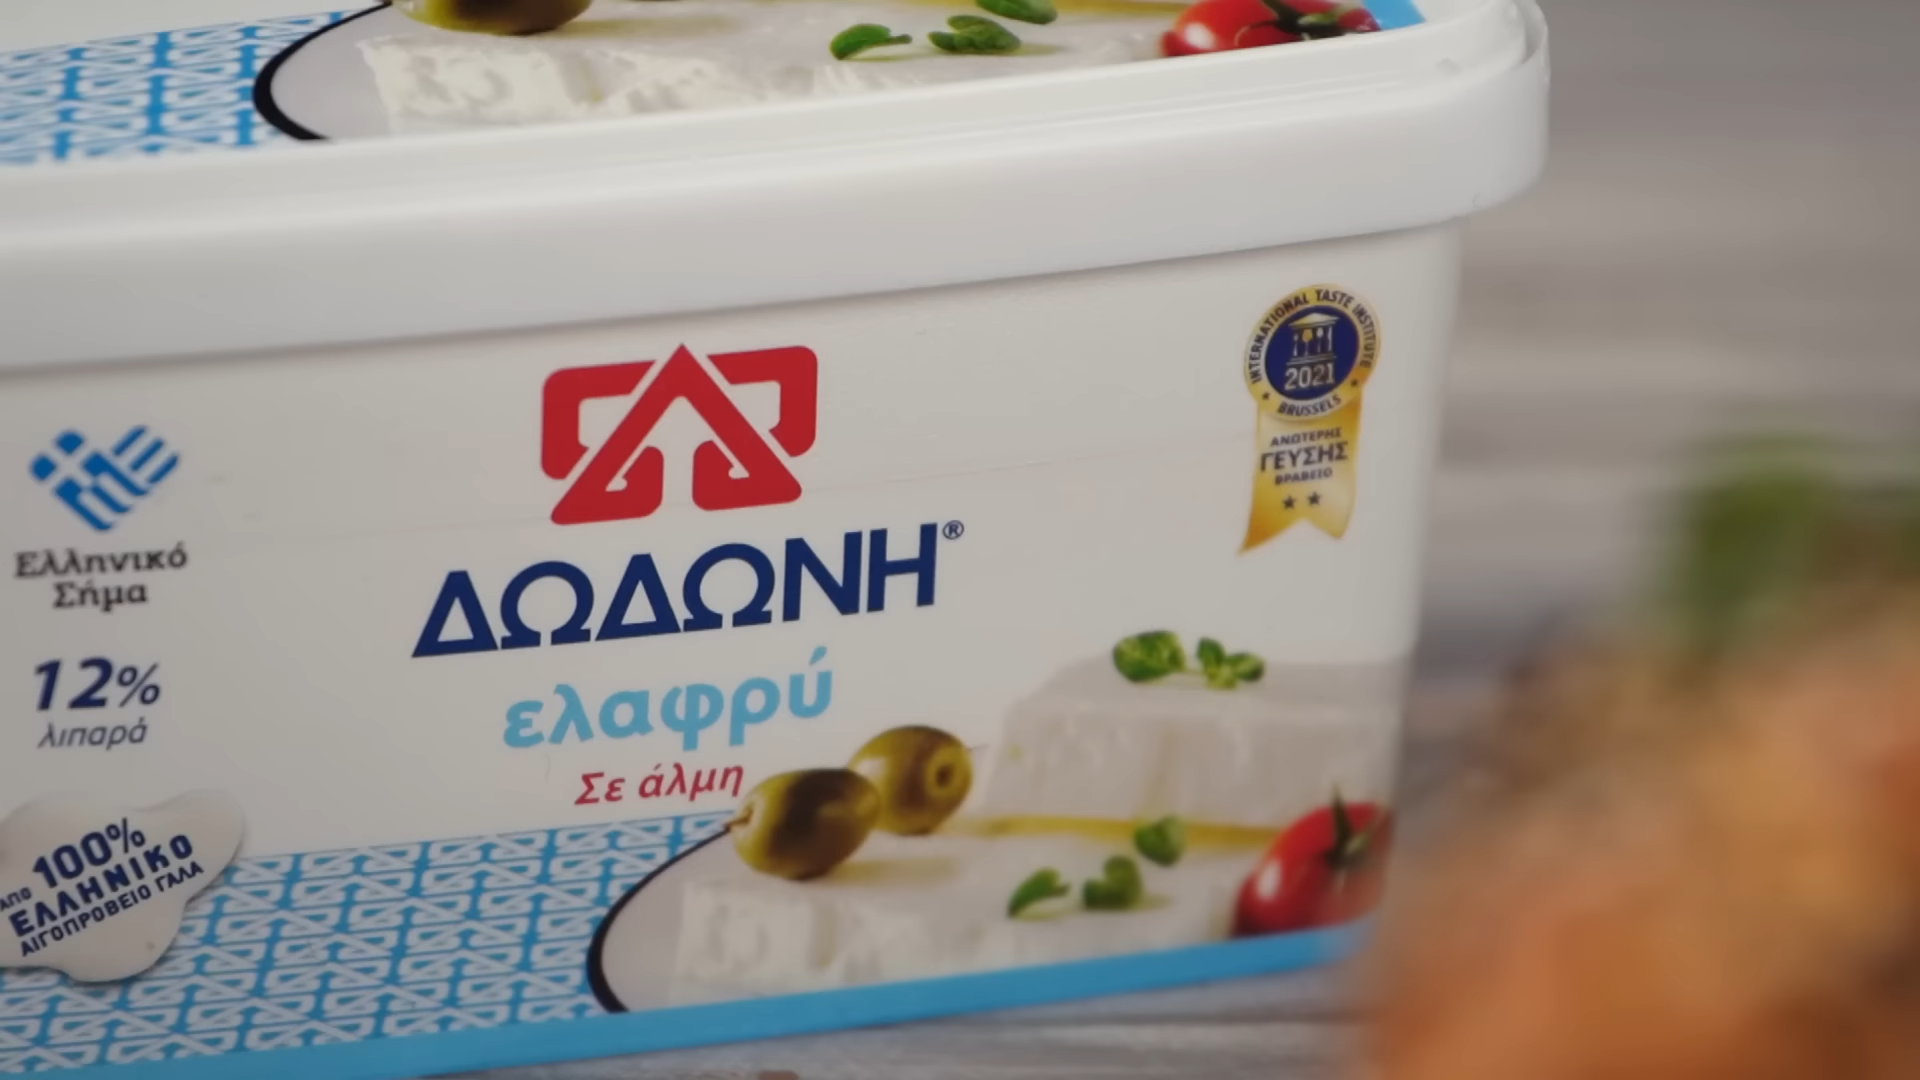 Ελληνικό
Σήμα
12%
λιπαρά
ΑΠΟ 100%
ΕΛΛΗΝΙΚΟ
ΑΙΓΟΠΡΟΒΕΙΟ ΓΑΛΑ
ΔΩΔΩΝΗ®
ελαφρύ
Σε άλμη
INTERNATIONAL TASTE INSTITUTE
2021
BRUSSELS
ΑΝΩΤΕΡΗΣ
ΓΕΥΣΗΣ
ΒΡΑΒΕΙΟ